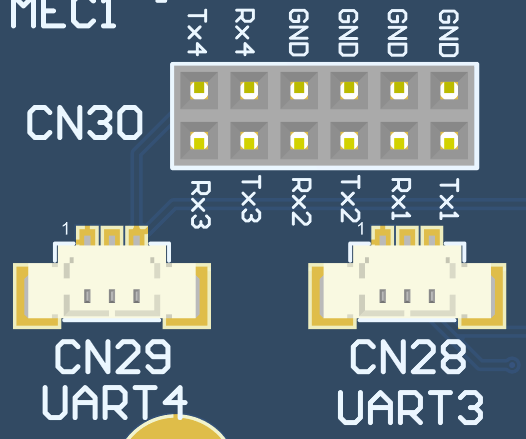 MEC1
Tx4 Rx4 GND GND GND GND
CN30
Rx3 Tx3 Rx2 Tx2 Rx1 Tx1
1 1
CN29 CN28
UART4 UART3